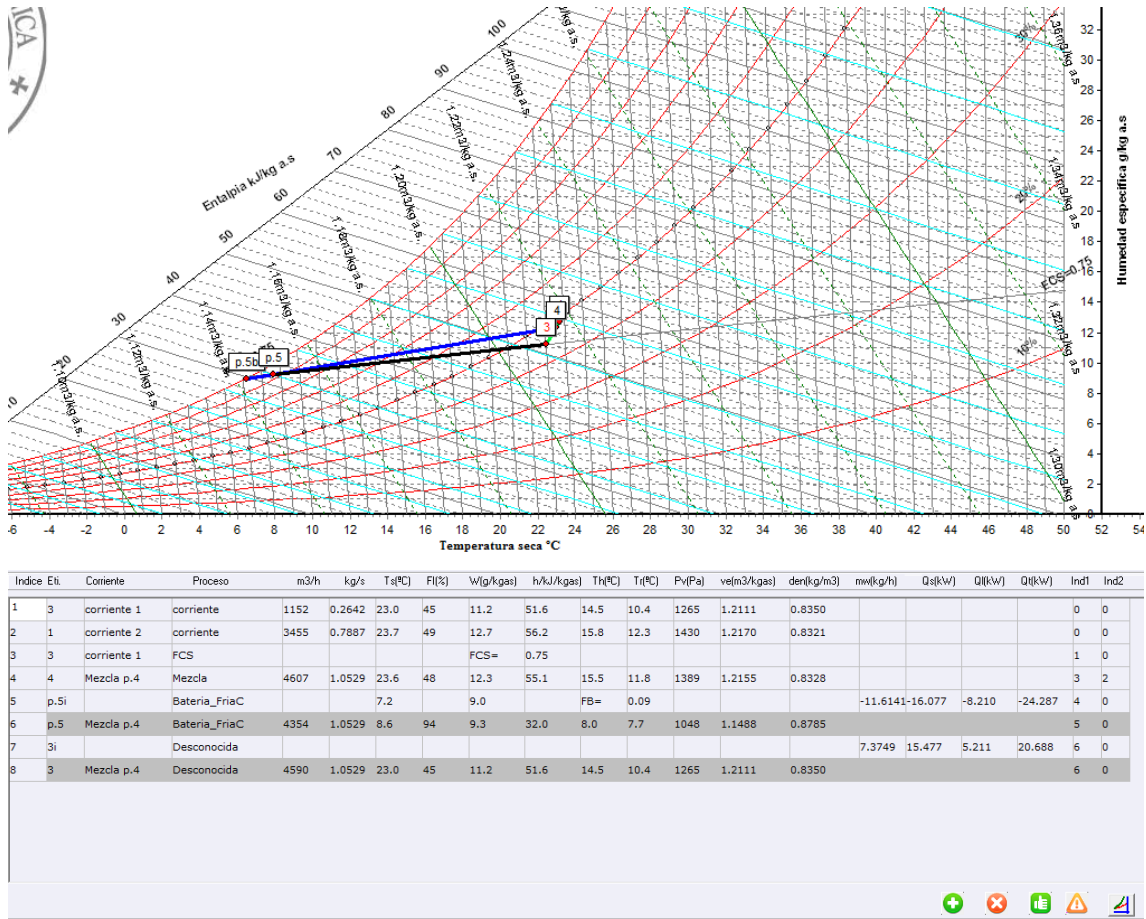 ICA
100
90
80
70
60
50
40
30
Entalpia kJ/kg a.s
1.24m3/kg a.s.
1.22m3/kg a.s.
1.20m3/kg a.s.
1.18m3/kg a.s.
1.16m3/kg a.s.
1.14m3/kg a.s.
1.12m3/kg a.s.
1.36m3/kg a.s
1.34m3/kg a.s
1.32m3/kg a.s
1.30m3/kg a.s
30%
20%
10%
FCS=0.75
4
3
p.5b
p.5
32
30
28
26
24
22
20
18
16
14
12
10
8
6
4
2
0
Humedad especifica g/kg a.s
-6 -4 -2 0 2 4 6 8 10 12 14 16 18 20 22 24 26 28 30 32 34 36 38 40 42 44 46 48 50 52 54
Temperatura seca °C
Indice Eti. Corriente Proceso m3/h kg/s Ts(ºC) FI(%) W(g/kgas) h/kJ/kgas) Th(ºC) Tr(ºC) Pv(Pa) ve(m3/kgas) den(kg/m3) mw(kg/h) Qs(kW) Ql(kW) Qt(kW) Ind1 Ind2
1 3 corriente 1 corriente 1152 0.2642 23.0 45 11.2 51.6 14.5 10.4 1265 1.2111 0.8350 0 0
2 1 corriente 2 corriente 3455 0.7887 23.7 49 12.7 56.2 15.8 12.3 1430 1.2170 0.8321 0 0
3 3 corriente 1 FCS FCS= 0.75 1 0
4 4 Mezcla p.4 Mezcla 4607 1.0529 23.6 48 12.3 55.1 15.5 11.8 1389 1.2155 0.8328 3 2
5 p.5i Bateria_FriaC 7.2 9.0 FB= 0.09 -11.6141 -16.077 -8.210 -24.287 4 0
6 p.5 Mezcla p.4 Bateria_FriaC 4354 1.0529 8.6 94 9.3 32.0 8.0 7.7 1048 1.1488 0.8785 5 0
7 3i Desconocida 7.3749 15.477 5.211 20.688 6 0
8 3 Mezcla p.4 Desconocida 4590 1.0529 23.0 45 11.2 51.6 14.5 10.4 1265 1.2111 0.8350 6 0